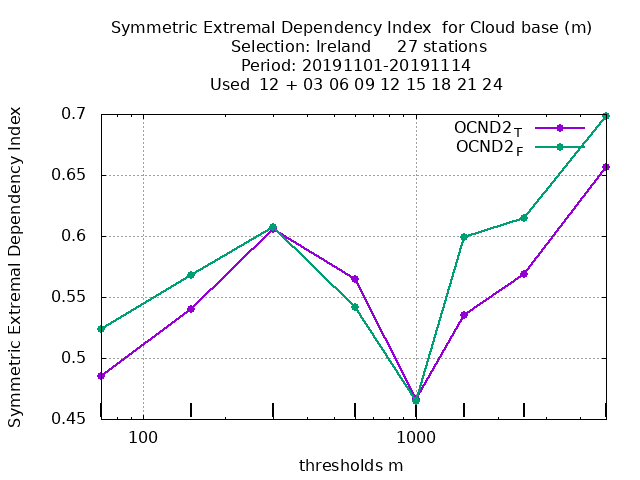 Symmetric Extremal Dependency Index  for Cloud base (m)
Selection: Ireland     27 stations
Period: 20191101-20191114
Used  12 + 03 06 09 12 15 18 21 24
Symmetric Extremal Dependency Index
0.7
0.65
0.6
0.55
0.5
0.45
OCND2T
OCND2F
100
1000
thresholds m